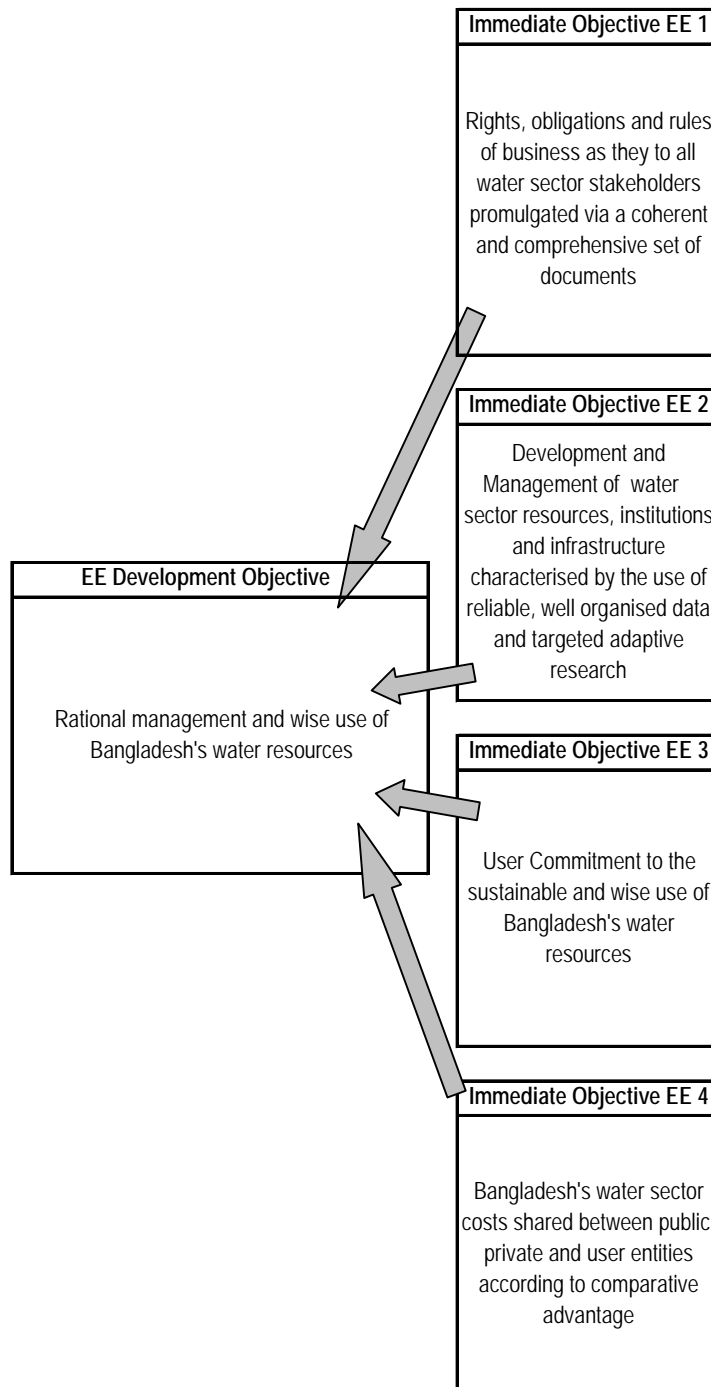 Immediate Objective EE 1
Rights, obligations and rules
of business as they to all
water sector stakeholders
promulgated via a coherent
and comprehensive set of
documents
Immediate Objective EE 2
Development and
Management of water
sector resources, institutions
and infrastructure
characterised by the use of
reliable, well organised data
and targeted adaptive
research
EE Development Objective
Rational management and wise use of
Bangladesh's water resources
Immediate Objective EE 3
User Commitment to the
sustainable and wise use of
Bangladesh's water
resources
Immediate Objective EE 4
Bangladesh's water sector
costs shared between public
private and user entities
according to comparative
advantage